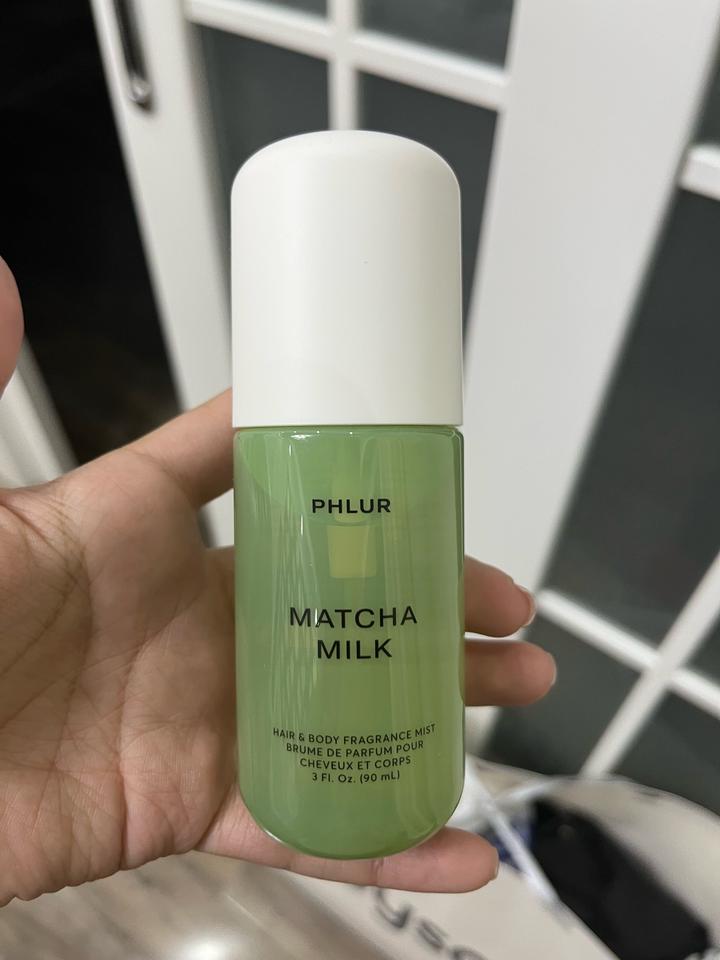 PHLUR
MATCHA
MILK
HAIR & BODY FRAGRANCE MIST
BRUME DE PARFUM POUR
CHEVEUX ET CORPS
3 Fl. Oz. (90 mL)